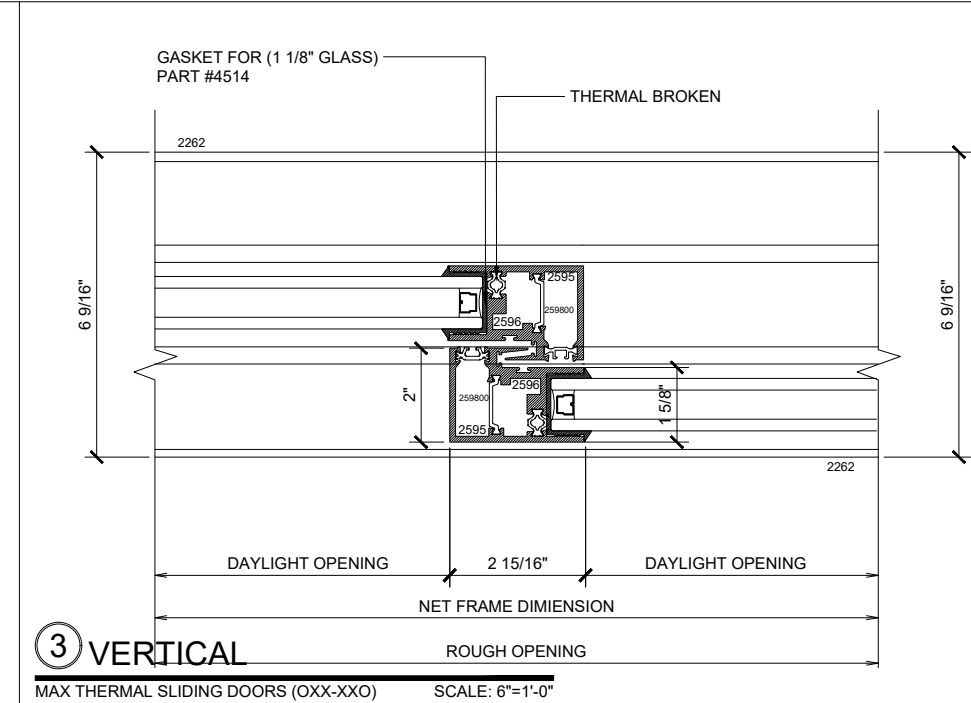 GASKET FOR (1 1/8" GLASS)
PART #4514
THERMAL BROKEN
2262
6 9/16"
6 9/16"
2595
259800
2596
2"
2596
259800
2595
1 5/8"
2262
DAYLIGHT OPENING
2 15/16"
DAYLIGHT OPENING
NET FRAME DIMIENSION
ROUGH OPENING
3 VERTICAL
MAX THERMAL SLIDING DOORS (OXX-XXO) SCALE: 6"=1'-0"